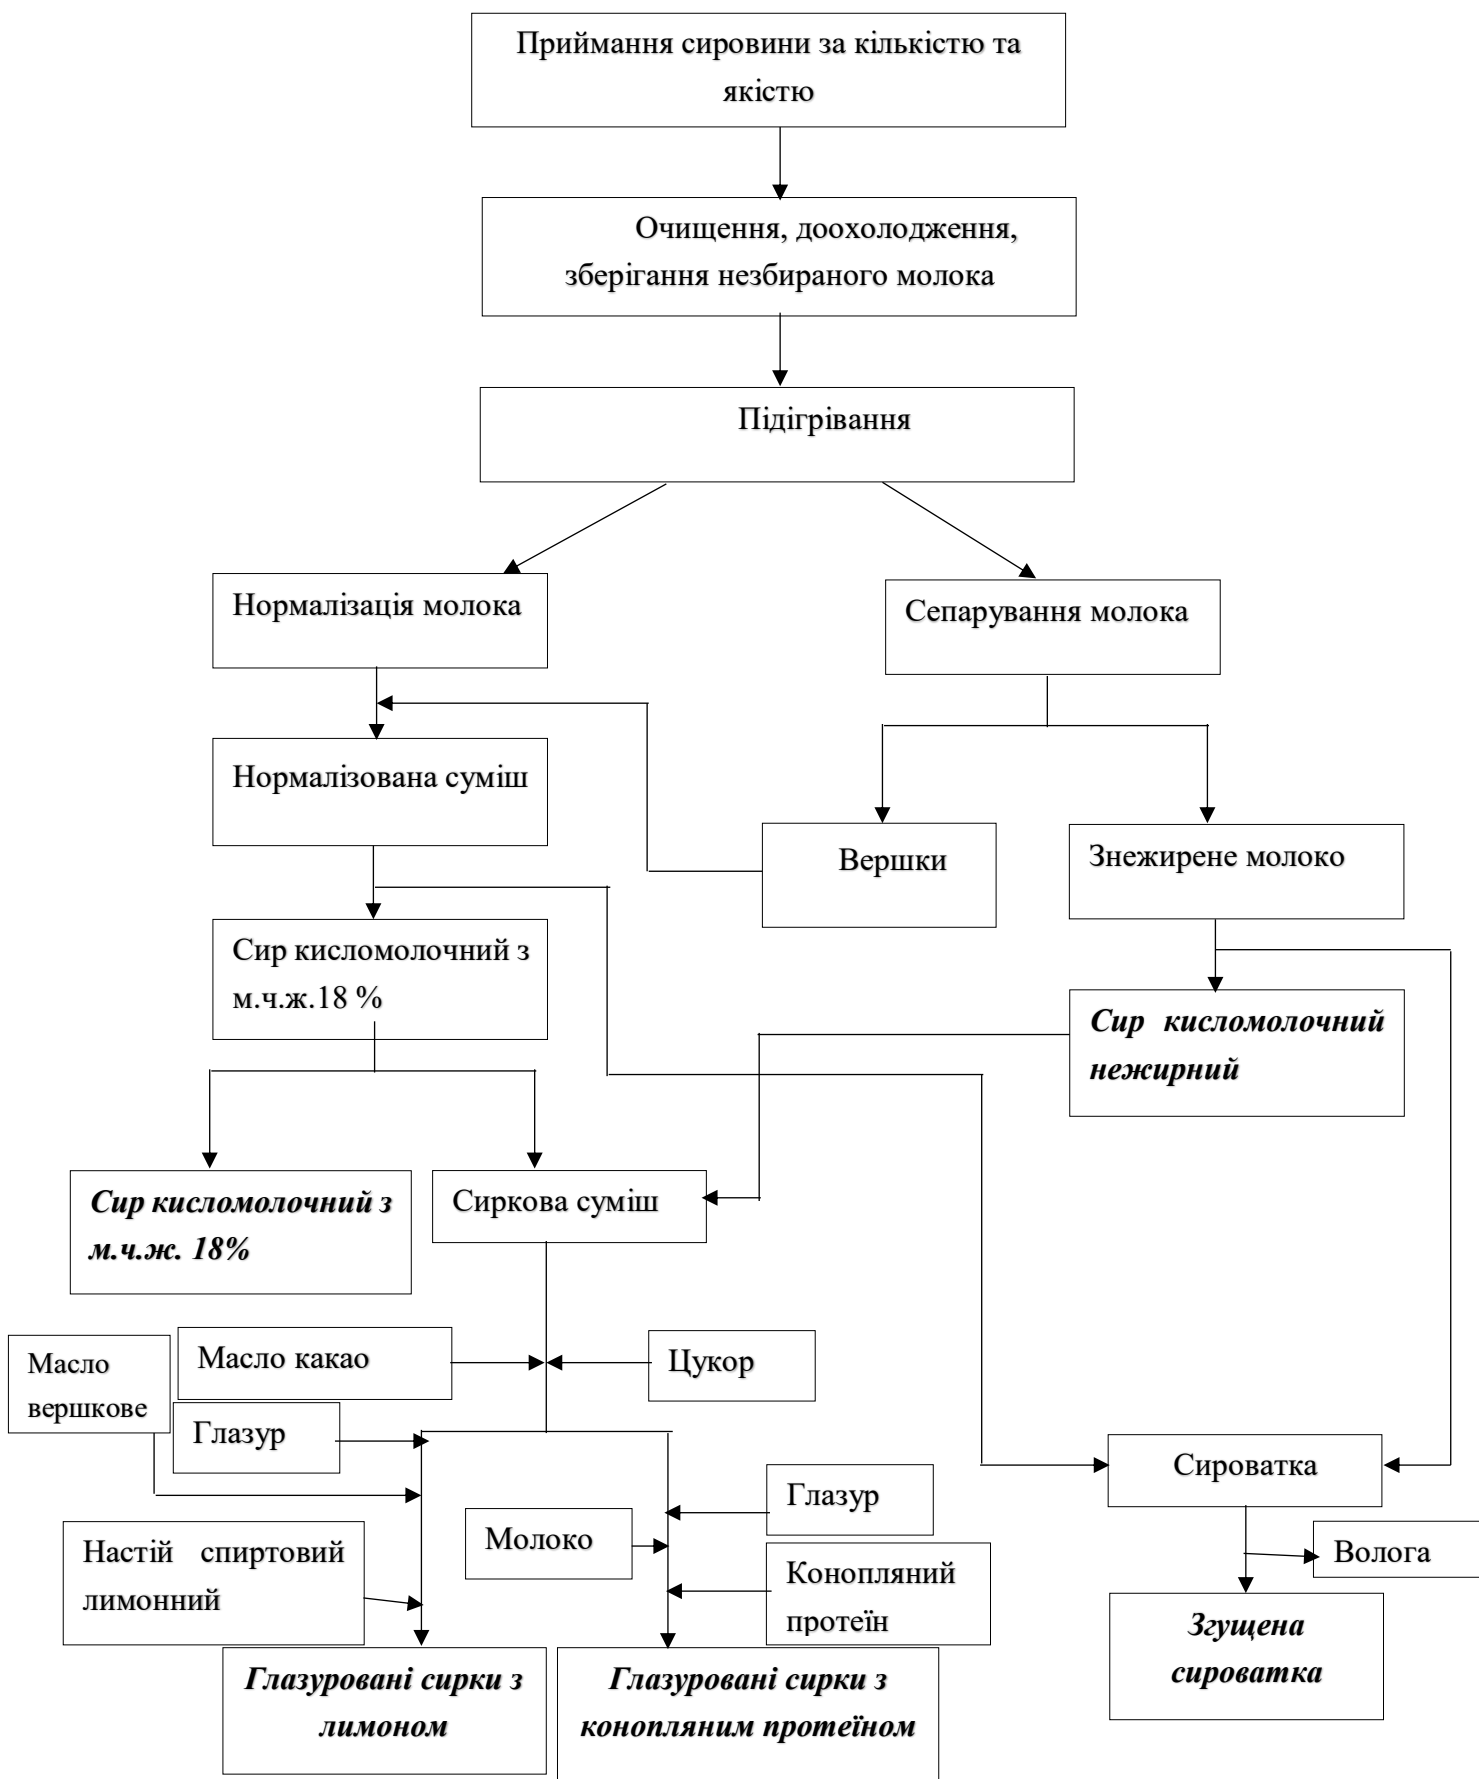 Приймання сировини за кількістю та
якістю
Очищення, доохолодження,
зберігання незбираного молока
Підігрівання
Нормалізація молока
Сепарування молока
Нормалізована суміш
Вершки
Знежирене молоко
Сир кисломолочний з
м.ч.ж.18 %
Сир кисломолочний
нежирний
Сир кисломолочний з
м.ч.ж. 18%
Сиркова суміш
Масло
вершкове
Масло какао
Цукор
Глазур
Сироватка
Глазур
Молоко
Настій спиртовий
лимонний
Конопляний
протеїн
Волога
Згущена
сироватка
Глазуровані сирки з
лимоном
Глазуровані сирки з
конопляним протеїном